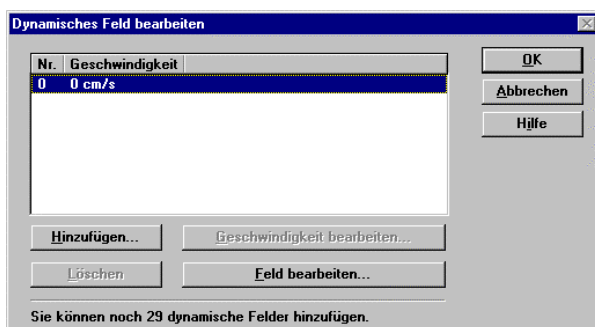 Dynamisches Feld bearbeiten
Nr. Geschwindigkeit
0 0 cm/s
OK
Abbrechen
Hilfe
Hinzufügen... Geschwindigkeit bearbeiten...
Löschen Feld bearbeiten...
Sie können noch 29 dynamische Felder hinzufügen.